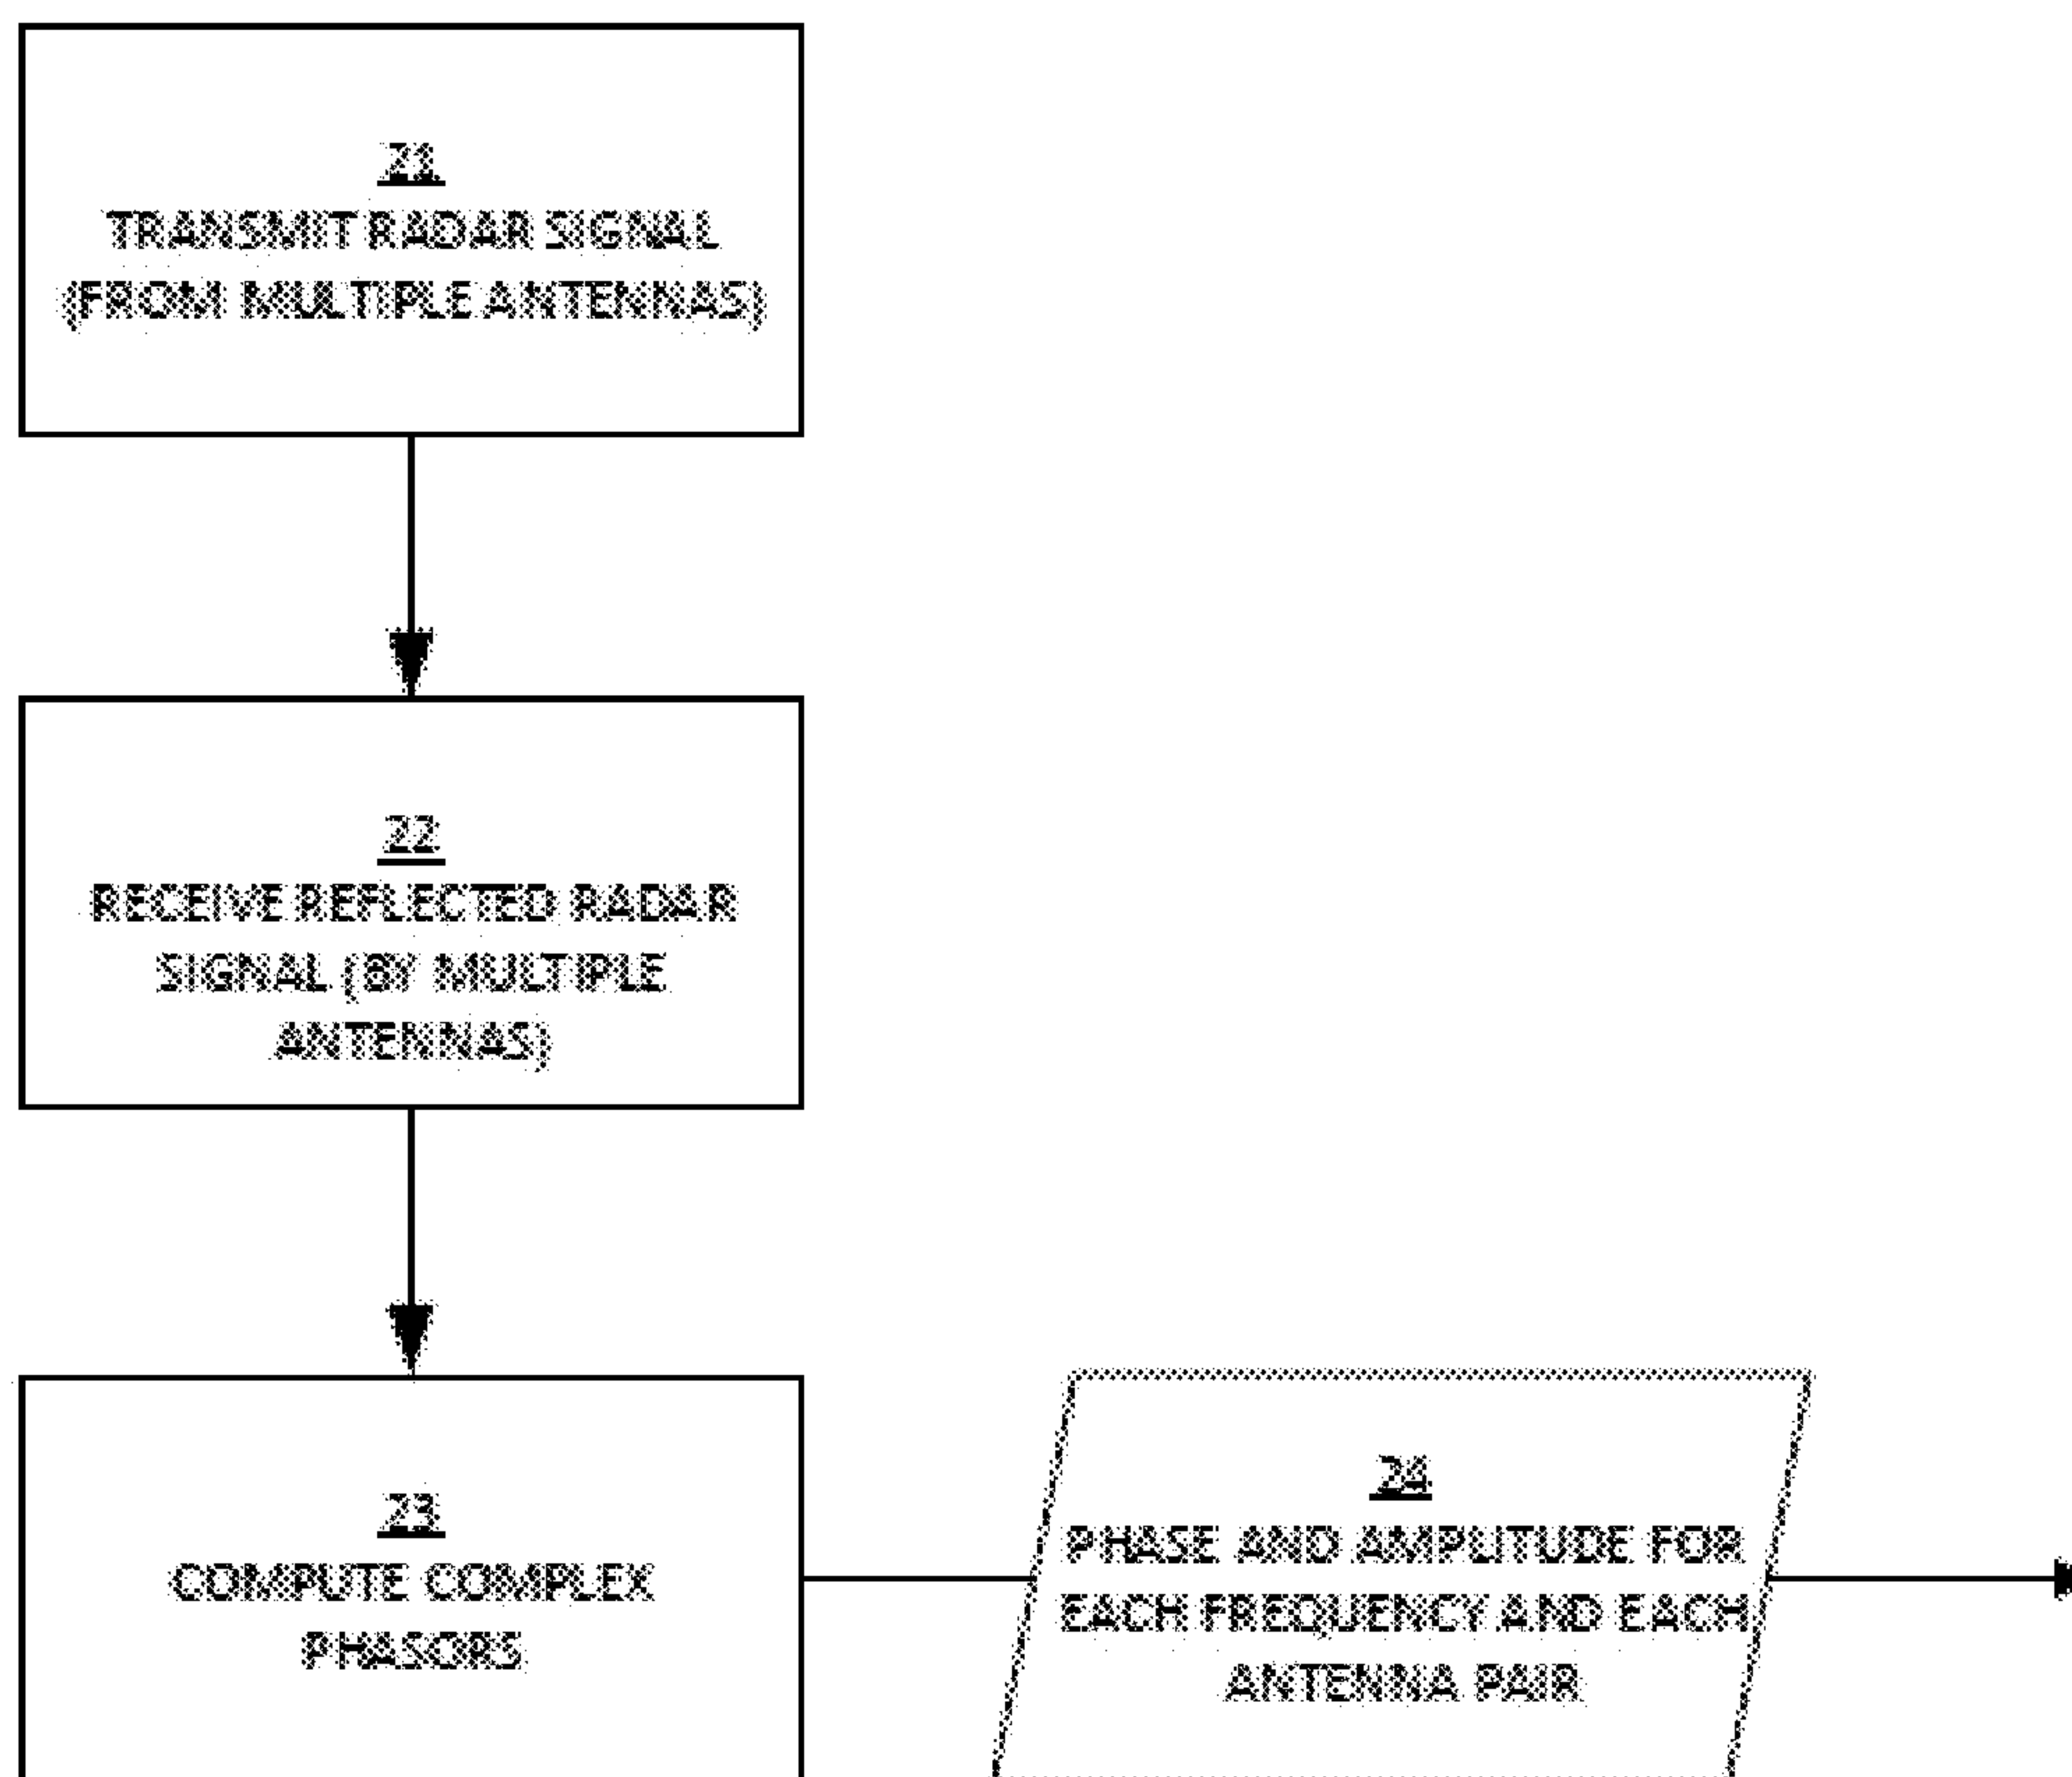 21
TRANSMIT RADAR SIGNAL
(FROM MULTIPLE ANTENNAS)
22
RECEIVE REFLECTED RADAR
SIGNAL (BY MULTIPLE
ANTENNAS)
23
COMPUTE COMPLEX
PHASORS
24
PHASE AND AMPLITUDE FOR
EACH FREQUENCY AND EACH
ANTENNA PAIR